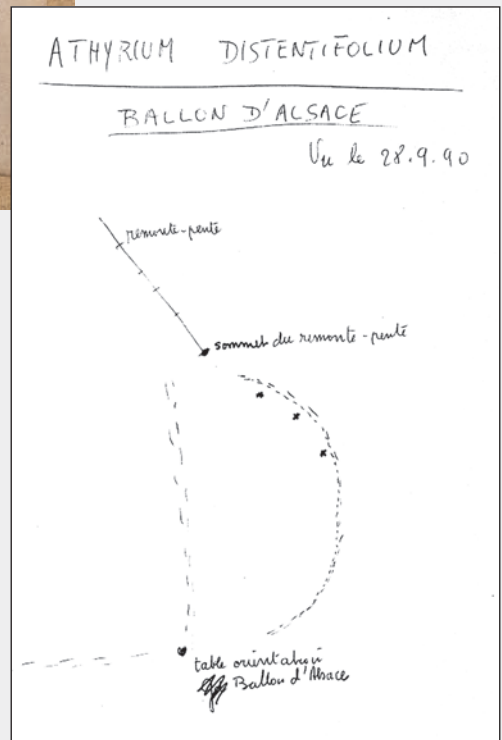 ATHYRIUM DISTENTIFOLIUM
BALLON D'ALSACE
Vu le 28.9.90
remonte-pente
sommet du remonte-pente
table orientation
Ballon d'Alsace